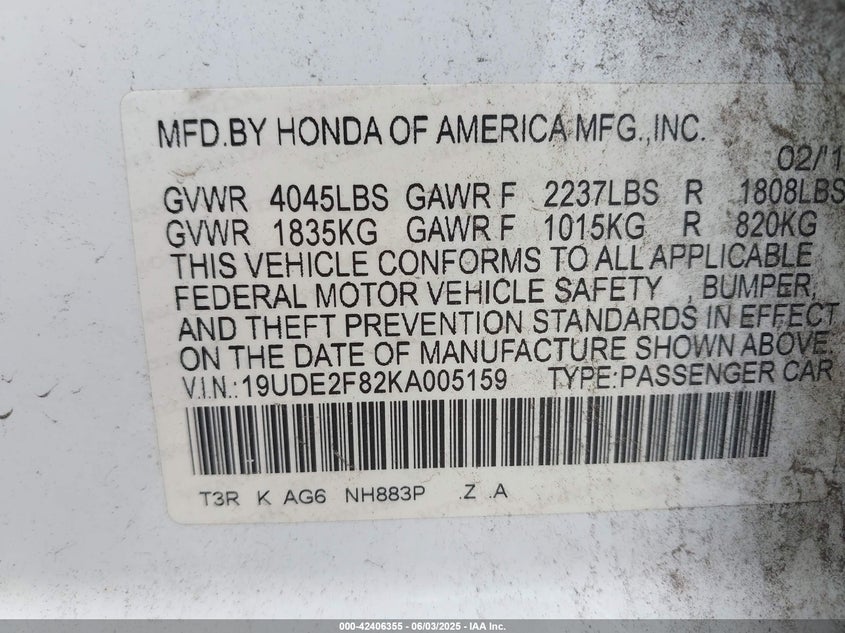 MFD.BY HONDA OF AMERICA MFG.,INC.
02/'1
GVWR 4045LBS GAWR F 2237LBS R 1808LBS
GVWR 1835KG GAWR F 1015KG R 820KG
THIS VEHICLE CONFORMS TO ALL APPLICABLE
FEDERAL MOTOR VEHICLE SAFETY , BUMPER,
AND THEFT PREVENTION STANDARDS IN EFFECT
ON THE DATE OF MANUFACTURE SHOWN ABOVE.
V.I.N.: 19UDE2F82KA005159 TYPE:PASSENGER CAR
T3R K AG6 NH883P .Z .A
000-42406355 - 06/03/2025 - IAA Inc.